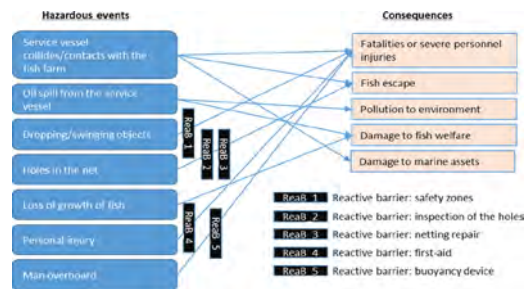 Hazardous events
Consequences
Service vessel
collides/contacts with the
fish farm
Oil spill from the service
vessel
Dropping/swinging objects
Holes in the net
Loss of growth of fish
Personal injury
Man overboard
ReaB 1
ReaB 2
ReaB 3
ReaB 4
ReaB 5
Fatalities or severe personnel
injuries
Fish escape
Pollution to environment
Damage to fish welfare
Damage to marine assets
ReaB 1 Reactive barrier: safety zones
ReaB 2 Reactive barrier: inspection of the holes
ReaB 3 Reactive barrier: netting repair
ReaB 4 Reactive barrier: first-aid
ReaB 5 Reactive barrier: buoyancy device